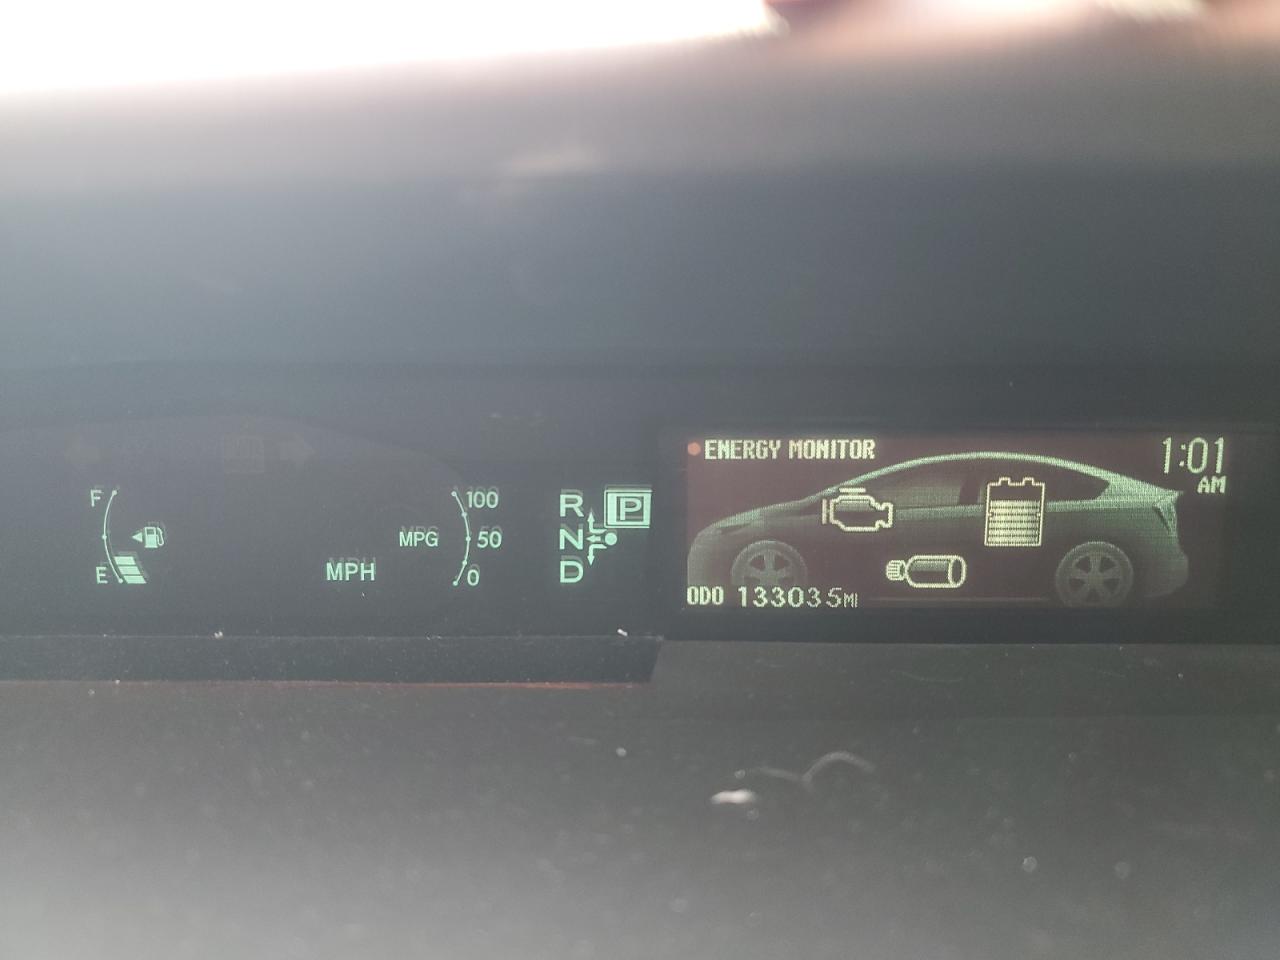 F
E
MPH
100
MPG 50
0
R
P
N
D
ENERGY MONITOR
1:01
AM
ODO 133035MI